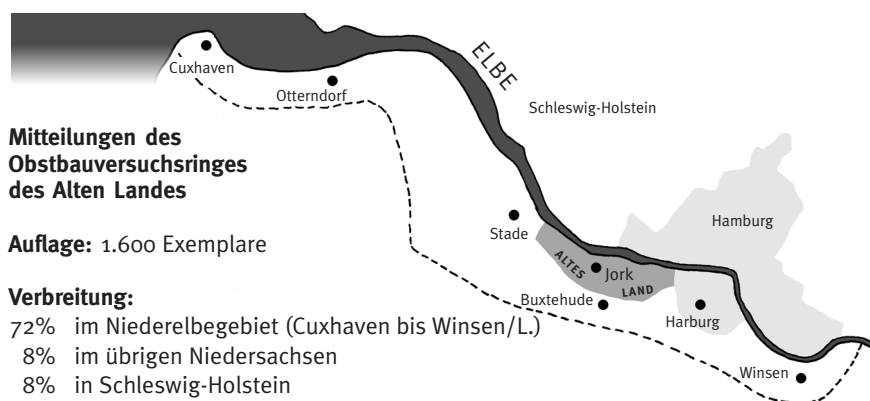 ELBE
Cuxhaven
Otterndorf
Schleswig-Holstein
Mitteilungen des
Obstbauversuchsringes
des Alten Landes
Hamburg
Stade
Auflage: 1.600 Exemplare
ALTES
LAND
Jork
Verbreitung:
Buxtehude
Harburg
72% im Niederelbegebiet (Cuxhaven bis Winsen/L.)
8% im übrigen Niedersachsen
Winsen
8% in Schleswig-Holstein